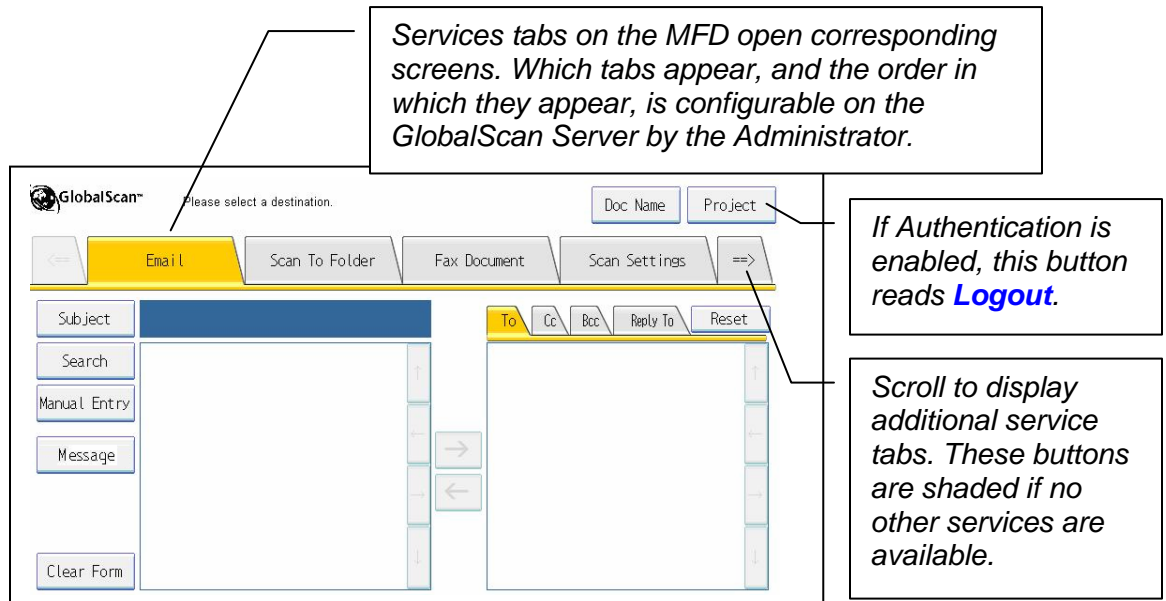 Services tabs on the MFD open corresponding
screens. Which tabs appear, and the order in
which they appear, is configurable on the
GlobalScan Server by the Administrator.
GlobalScan™ Please select a destination. Doc Name Project
<== Email Scan To Folder Fax Document Scan Settings ==>
Subject To Cc Bcc Reply To Reset
Search
Manual Entry
Message
Clear Form
↑
←
→
↓
→
←
↑
←
→
↓
If Authentication is
enabled, this button
reads Logout.
Scroll to display
additional service
tabs. These buttons
are shaded if no
other services are
available.